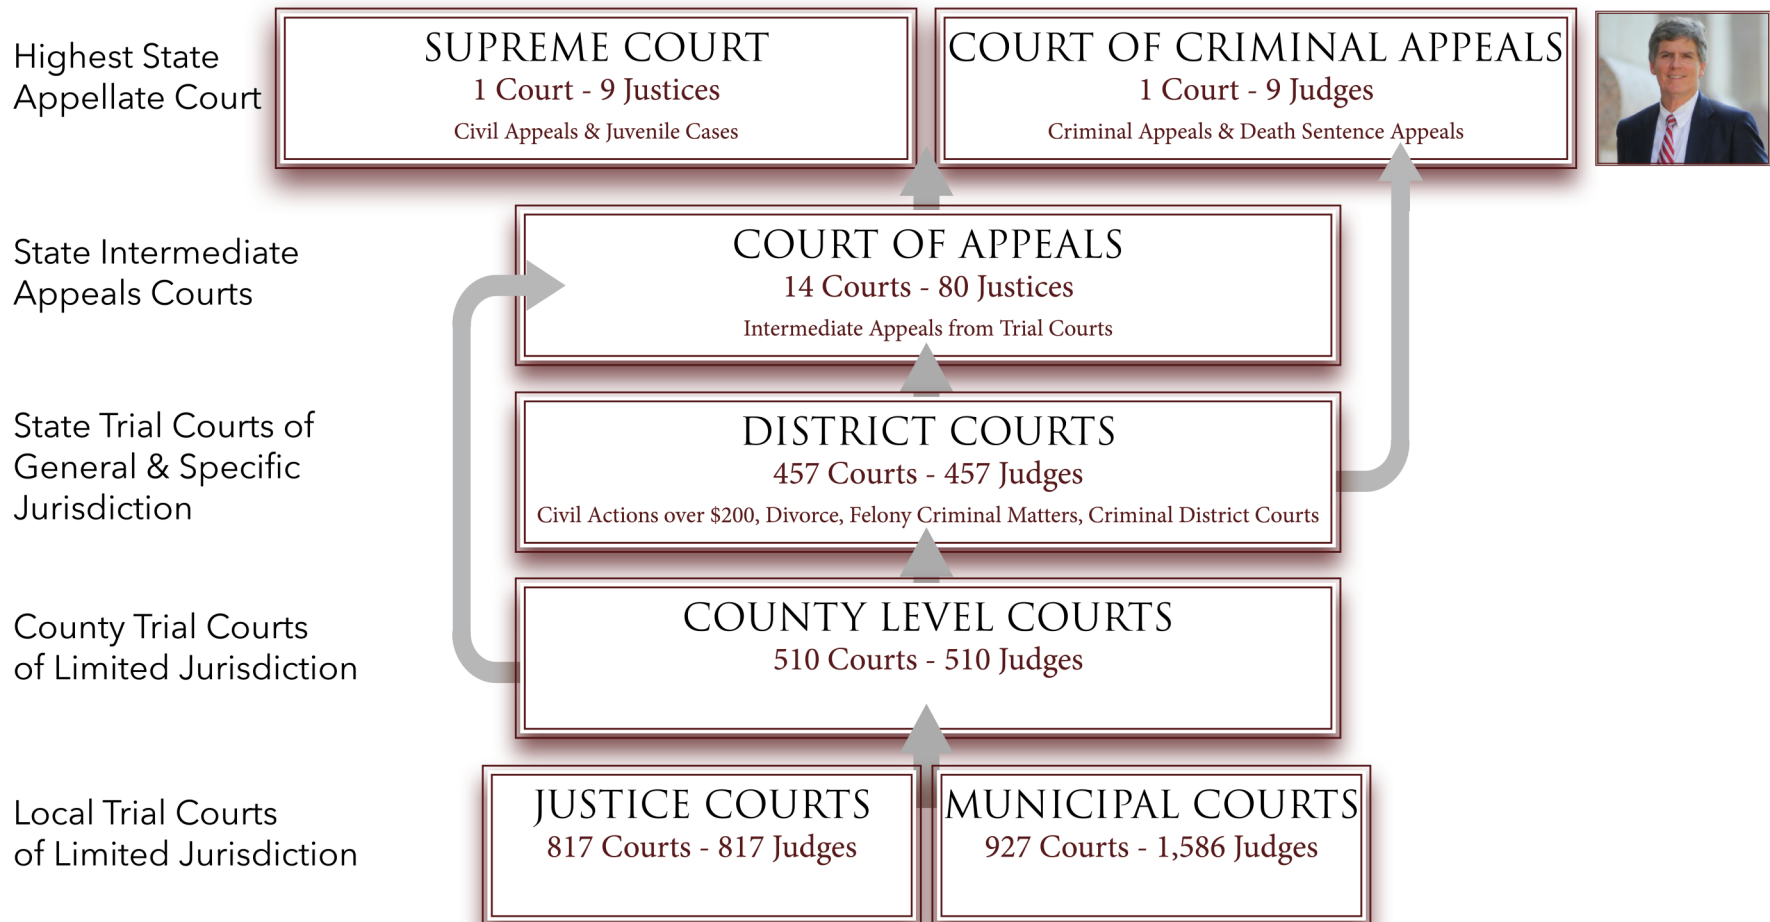 Highest State
Appellate Court
SUPREME COURT
1 Court - 9 Justices
Civil Appeals & Juvenile Cases
COURT OF CRIMINAL APPEALS
1 Court - 9 Judges
Criminal Appeals & Death Sentence Appeals
State Intermediate
Appeals Courts
COURT OF APPEALS
14 Courts - 80 Justices
Intermediate Appeals from Trial Courts
State Trial Courts of
General & Specific
Jurisdiction
DISTRICT COURTS
457 Courts - 457 Judges
Civil Actions over $200, Divorce, Felony Criminal Matters, Criminal District Courts
County Trial Courts
of Limited Jurisdiction
COUNTY LEVEL COURTS
510 Courts - 510 Judges
Local Trial Courts
of Limited Jurisdiction
JUSTICE COURTS
817 Courts - 817 Judges
MUNICIPAL COURTS
927 Courts - 1,586 Judges